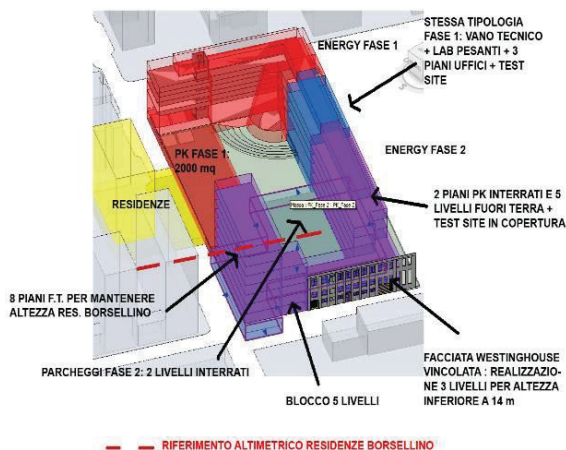 STESSA TIPOLOGIA
FASE 1: VANO TECNICO
+ LAB PESANTI + 3
PIANI UFFICI + TEST
SITE
ENERGY FASE 1
PK FASE 1:
2000 mq
ENERGY FASE 2
RESIDENZE
2 PIANI PK INTERRATI E 5
LIVELLI FUORI TERRA +
TEST SITE IN COPERTURA
8 PIANI F.T. PER MANTENERE
ALTEZZA RES. BORSELLINO
PARCHEGGI FASE 2: 2 LIVELLI INTERRATI
BLOCCO 5 LIVELLI
FACCIATA WESTINGHOUSE
VINCOLATA : REALIZZAZIO-
NE 3 LIVELLI PER ALTEZZA
INFERIORE A 14 m
RIFERIMENTO ALTIMETRICO RESIDENZE BORSELLINO